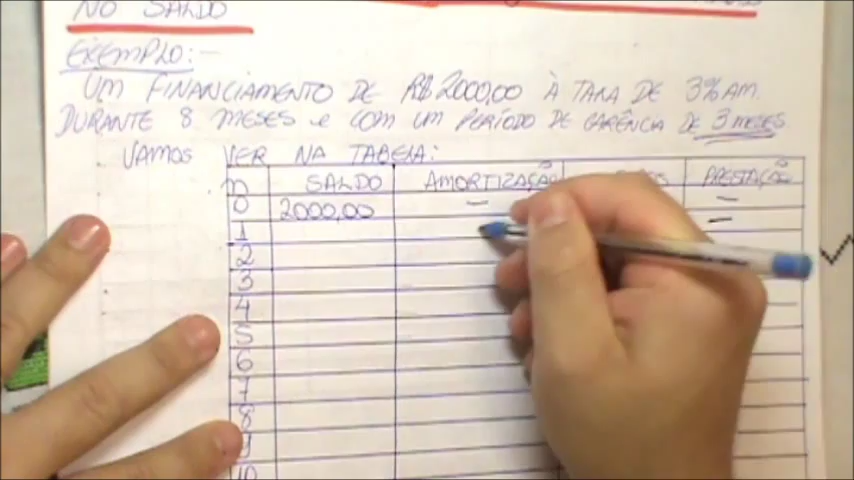 NO SALDO
EXEMPLO:-
UM FINANCIAMENTO DE R$ 2000,00 À TAXA DE 3% AM.
DURANTE 8 MESES e COM UM PERÍODO DE CARÊNCIA DE 3 MESES.
VAMOS VER NA TABELA:
n SALDO AMORTIZAÇÃO PRESTAÇÃO
0 2000,00 — —
1 —
2
3
4
5
6
7
8
9
10